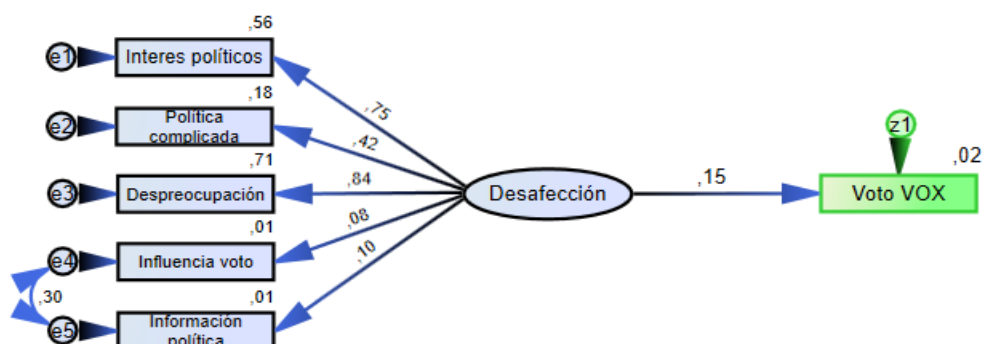 ,56
e1
Interes políticos
,75
,18
e2
Política
complicada
,42
,71
e3
Despreocupación
,84
,01
e4
Influencia voto
,08
,30
,01
e5
Información
política
,10
Desafección
,15
z1
,02
Voto VOX